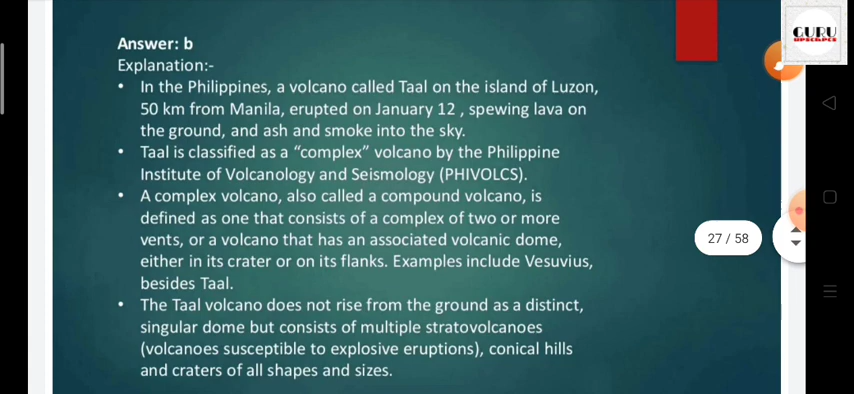 Answer: b
Explanation:-
• In the Philippines, a volcano called Taal on the island of Luzon,
50 km from Manila, erupted on January 12 , spewing lava on
the ground, and ash and smoke into the sky.
• Taal is classified as a “complex” volcano by the Philippine
Institute of Volcanology and Seismology (PHIVOLCS).
• A complex volcano, also called a compound volcano, is
defined as one that consists of a complex of two or more
vents, or a volcano that has an associated volcanic dome,
either in its crater or on its flanks. Examples include Vesuvius,
besides Taal.
• The Taal volcano does not rise from the ground as a distinct,
singular dome but consists of multiple stratovolcanoes
(volcanoes susceptible to explosive eruptions), conical hills
and craters of all shapes and sizes.
27 / 58
GURU